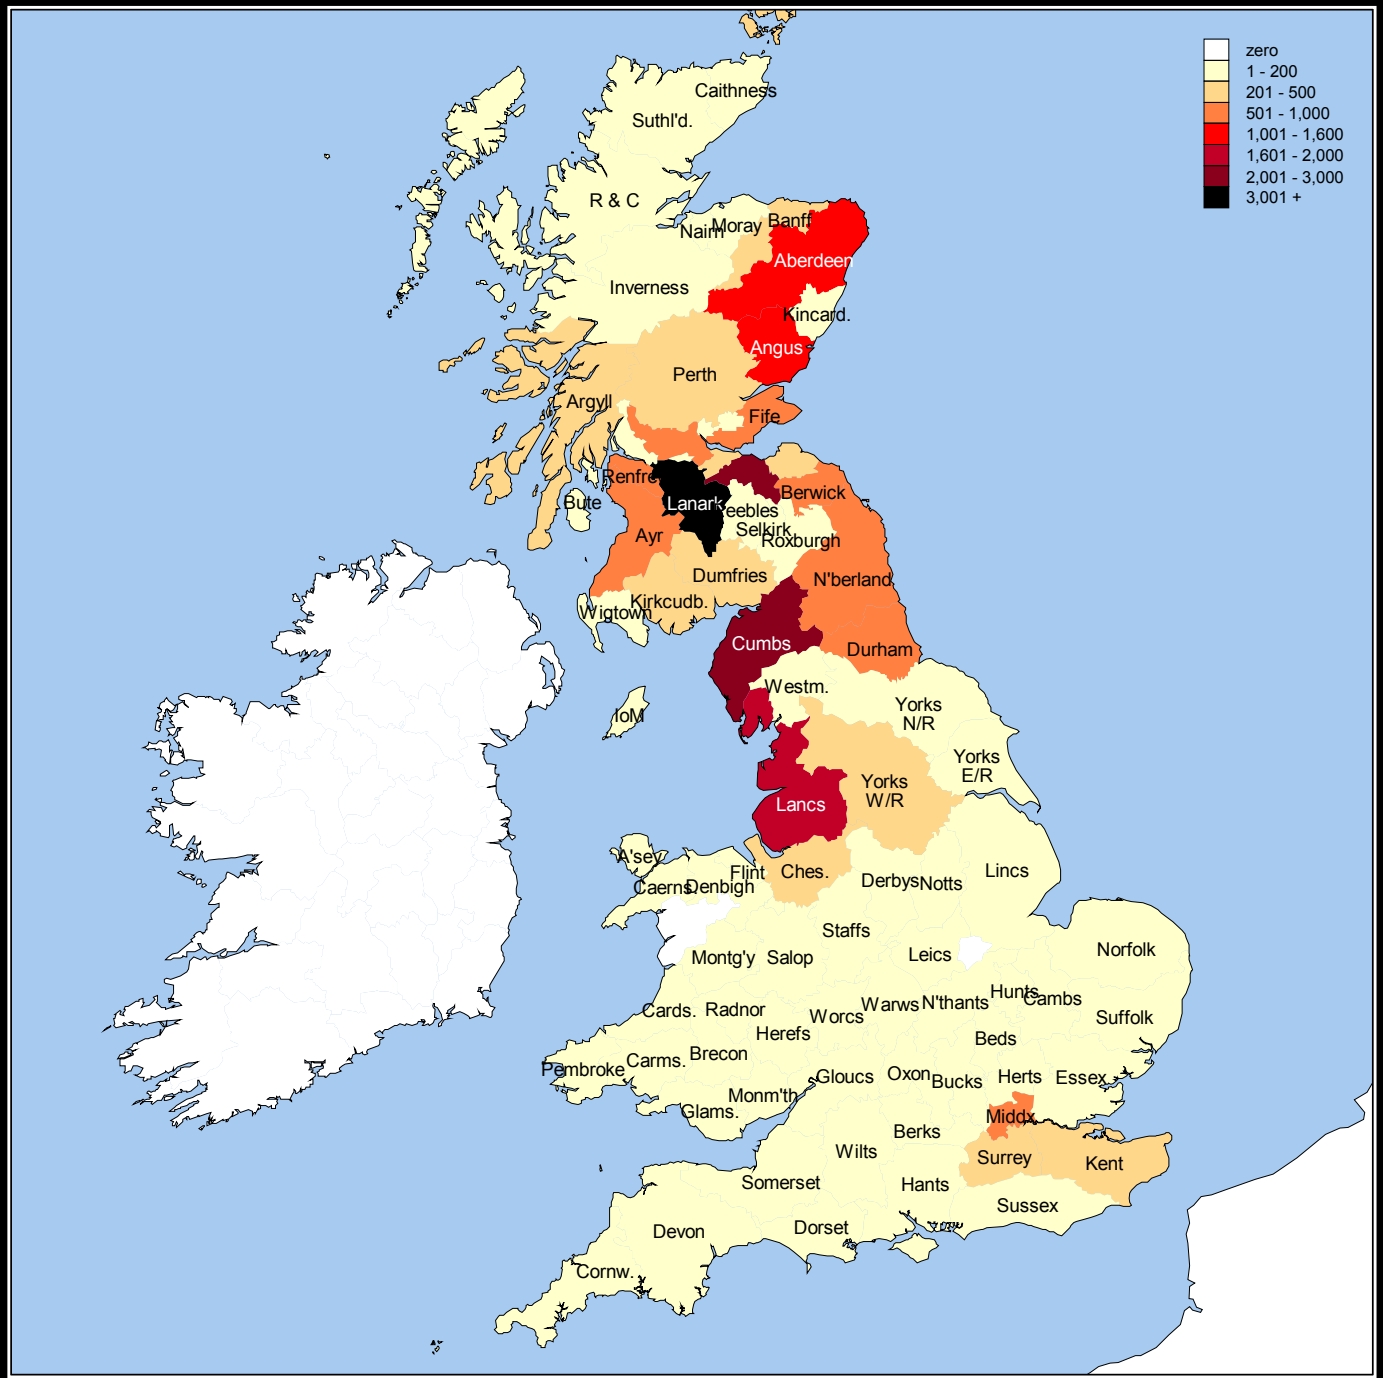 zero
1 - 200
201 - 500
501 - 1,000
1,001 - 1,600
1,601 - 2,000
2,001 - 3,000
3,001 +
Caithness
Suthl'd.
R & C
Nairn
Moray
Banff
Aberdeen
Inverness
Kincard.
Angus
Perth
Argyll
Fife
Renfre
Berwick
Bute
Lanark
eebles
Selkirk
Ayr
Roxburgh
Dumfries
N'berland
Kirkcudb.
Wigtown
Cumbs
Durham
Westm.
IoM
Yorks
N/R
Yorks
E/R
Yorks
W/R
Lancs
A'sey
Caerns
Denbigh
Flint
Ches.
Derbys
Notts
Lincs
Staffs
Leics
Norfolk
Montg'y
Salop
Cards.
Radnor
Worcs
Warws
N'thants
Hunts
Cambs
Suffolk
Herefs
Beds
Pembroke
Carms.
Brecon
Gloucs
Oxon
Bucks
Herts
Essex
Monm'th
Glams.
Middx
Berks
Wilts
Surrey
Kent
Somerset
Hants
Sussex
Devon
Dorset
Cornw.